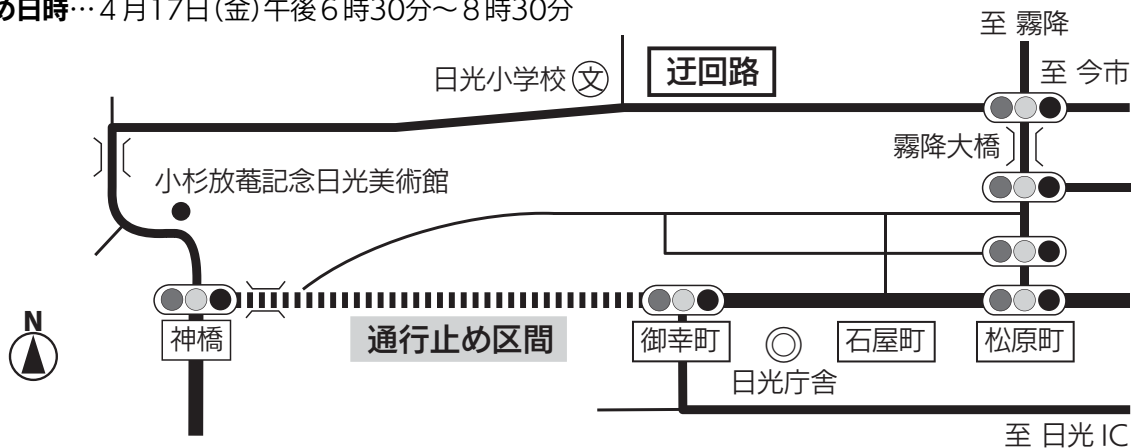 め日時…４月17日(金)午後６時30分～８時30分
至 霧降
至 今市
日光小学校 文
迂回路
霧降大橋
小杉放菴記念日光美術館
N
神橋
通行止め区間
御幸町
石屋町
松原町
日光庁舎
至 日光 IC